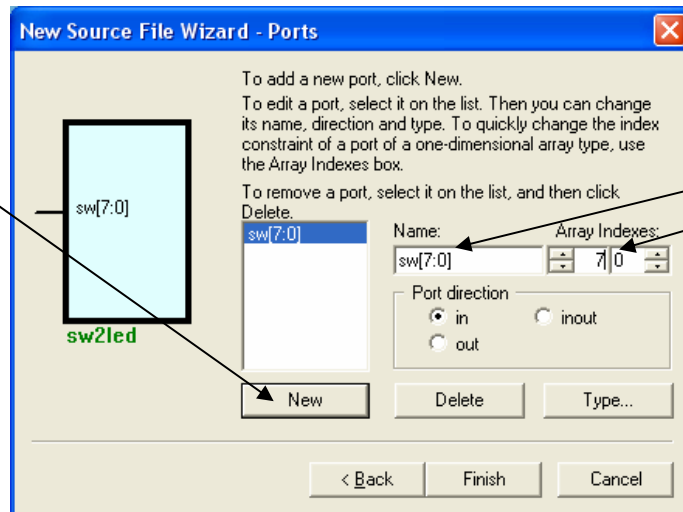 New Source File Wizard - Ports
To add a new port, click New.
To edit a port, select it on the list. Then you can change
its name, direction and type. To quickly change the index
constraint of a port of a one-dimensional array type, use
the Array Indexes box.
To remove a port, select it on the list, and then click
Delete.
sw[7:0]
sw2led
sw[7:0]
Name:
Array Indexes:
sw[7:0]
7 0
Port direction
in
inout
out
New
Delete
Type...
< Back
Finish
Cancel